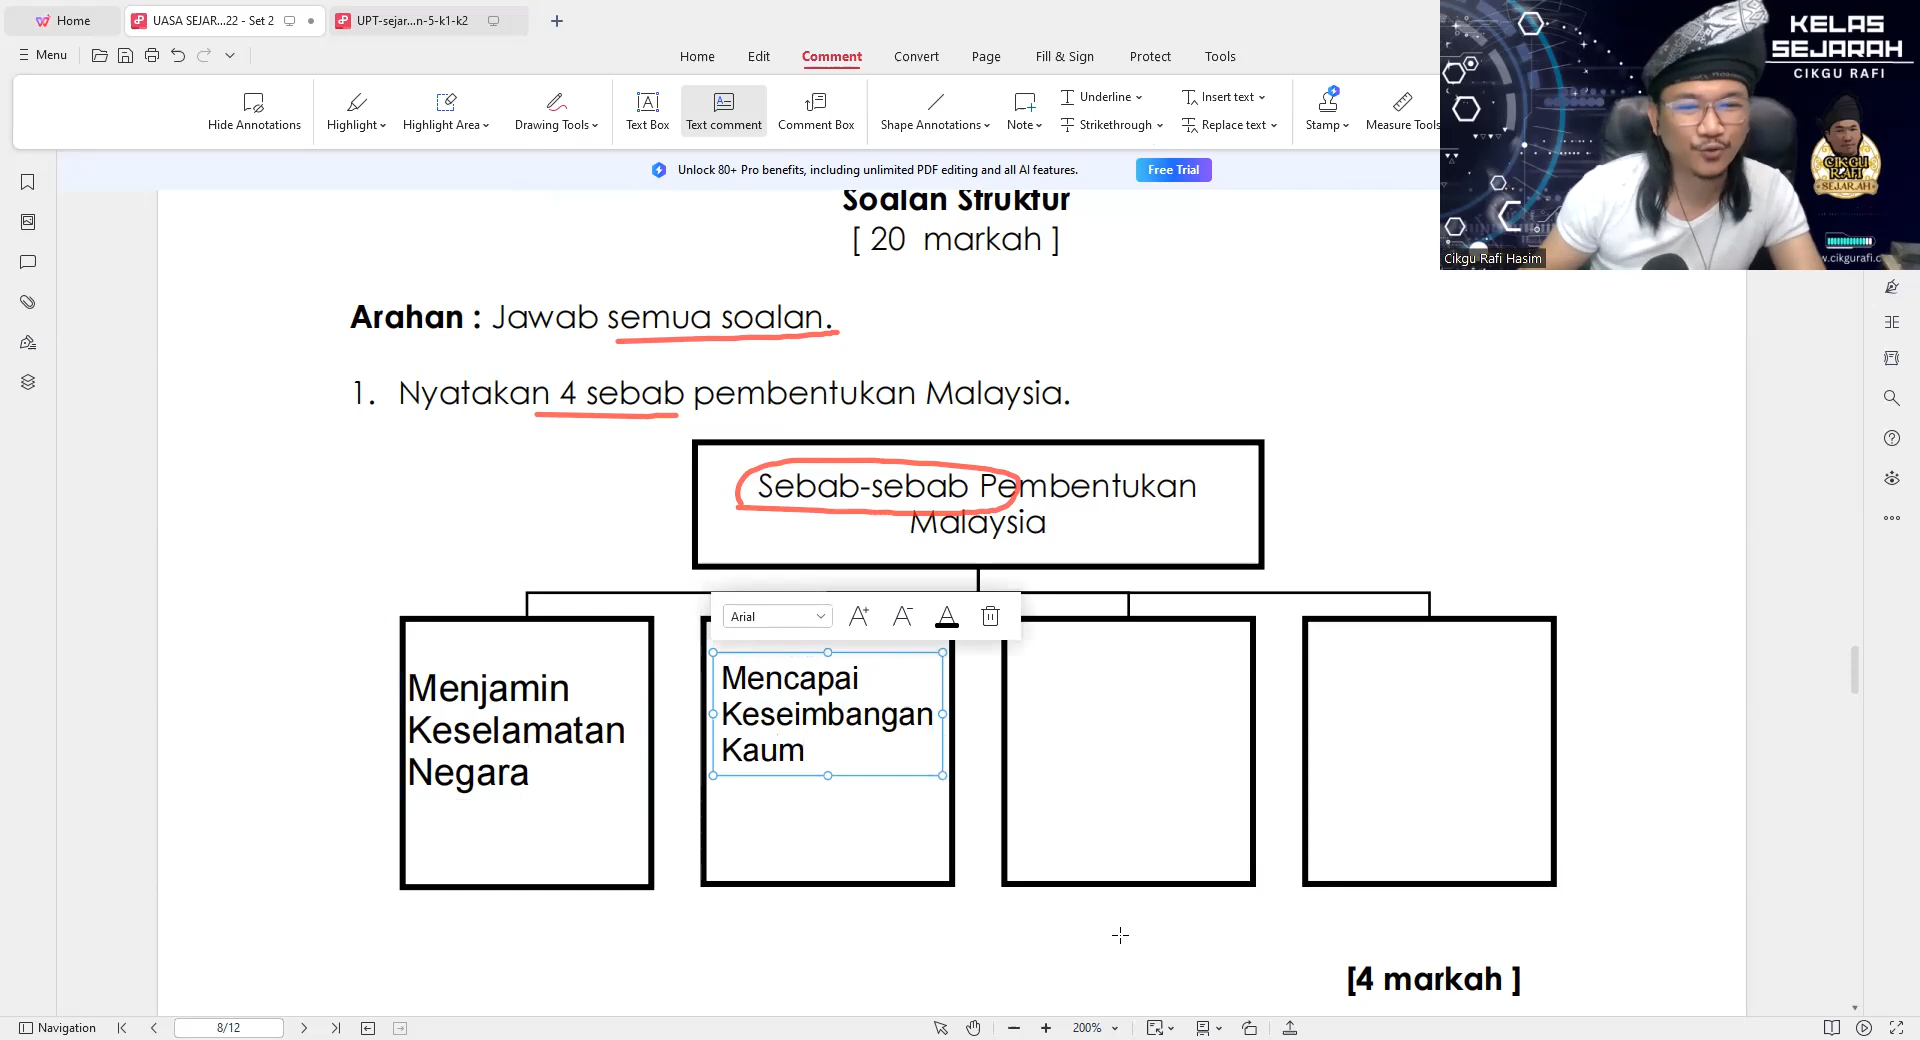 Home
UASA SEJAR...22 - Set 2
UPT-sejar...n-5-k1-k2
Menu
Home
Edit
Comment
Convert
Page
Fill & Sign
Protect
Tools
Hide Annotations
Highlight
Highlight Area
Drawing Tools
Text Box
Text comment
Comment Box
Shape Annotations
Note
Underline
Strikethrough
Insert text
Replace text
Stamp
Measure Tools
Unlock 80+ Pro benefits, including unlimited PDF editing and all AI features.
Free Trial
KELAS
SEJARAH
CIKGU RAFI
CIKGU
RAFI
SEJARAH
Cikgu Rafi Hasim
w.cikgurafi.c
Soalan Struktur
[ 20 markah ]
Arahan : Jawab semua soalan.
1. Nyatakan 4 sebab pembentukan Malaysia.
Sebab-sebab Pembentukan
Malaysia
Arial
Menjamin
Keselamatan
Negara
Mencapai
Keseimbangan
Kaum
[4 markah ]
Navigation
8/12
200%